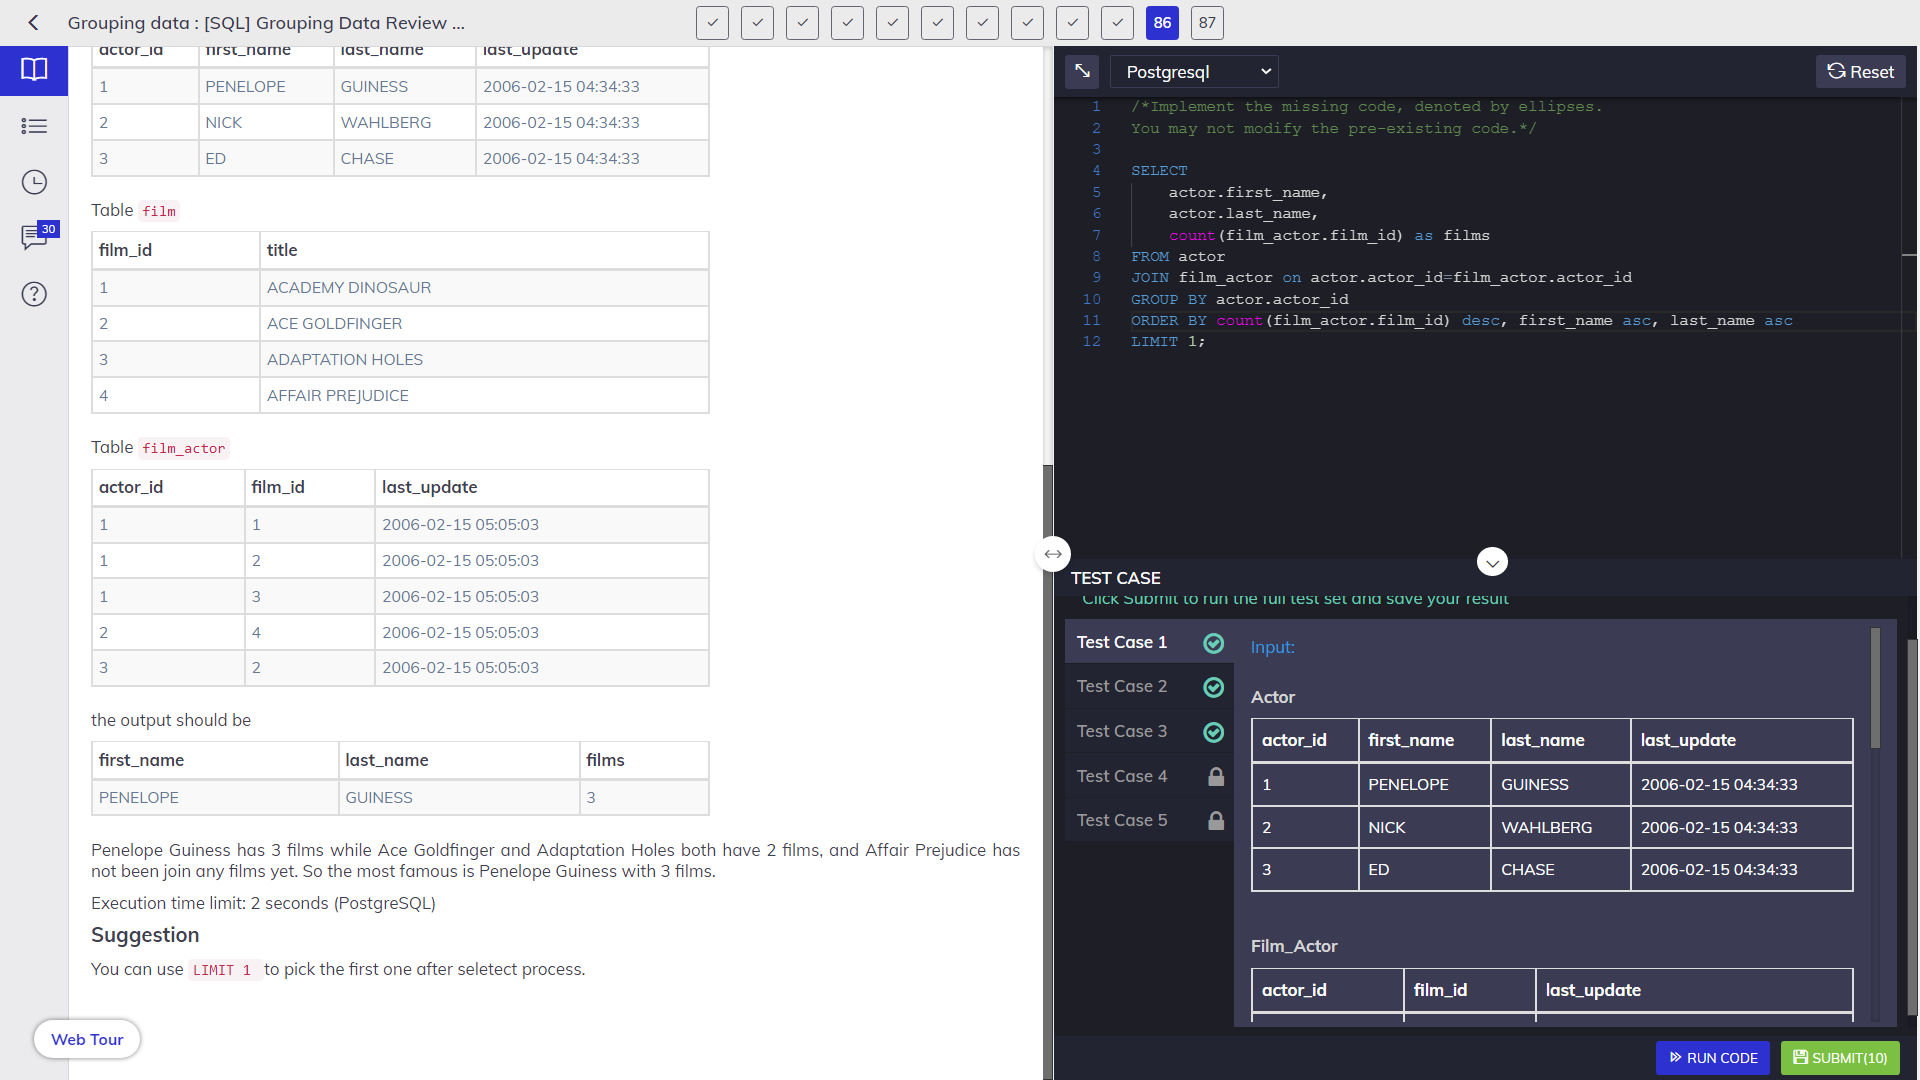 Grouping data : [SQL] Grouping Data Review ...
86 87
actor_id first_name last_name last_update
1 PENELOPE GUINESS 2006-02-15 04:34:33
2 NICK WAHLBERG 2006-02-15 04:34:33
3 ED CHASE 2006-02-15 04:34:33
30
Table film
film_id title
1 ACADEMY DINOSAUR
2 ACE GOLDFINGER
3 ADAPTATION HOLES
4 AFFAIR PREJUDICE
Table film_actor
actor_id film_id last_update
1 1 2006-02-15 05:05:03
1 2 2006-02-15 05:05:03
1 3 2006-02-15 05:05:03
2 4 2006-02-15 05:05:03
3 2 2006-02-15 05:05:03
the output should be
first_name last_name films
PENELOPE GUINESS 3
Penelope Guiness has 3 films while Ace Goldfinger and Adaptation Holes both have 2 films, and Affair Prejudice has
not been join any films yet. So the most famous is Penelope Guiness with 3 films.
Execution time limit: 2 seconds (PostgreSQL)
Suggestion
You can use LIMIT 1 to pick the first one after seletect process.
Web Tour
Postgresql
Reset
1 /*Implement the missing code, denoted by ellipses.
2 You may not modify the pre-existing code.*/
3
4 SELECT
5 actor.first_name,
6 actor.last_name,
7 count(film_actor.film_id) as films
8 FROM actor
9 JOIN film_actor on actor.actor_id=film_actor.actor_id
10 GROUP BY actor.actor_id
11 ORDER BY count(film_actor.film_id) desc, first_name asc, last_name asc
12 LIMIT 1;
TEST CASE
Click Submit to run the full test set and save your result
Test Case 1
Test Case 2
Test Case 3
Test Case 4
Test Case 5
Input:
Actor
actor_id first_name last_name last_update
1 PENELOPE GUINESS 2006-02-15 04:34:33
2 NICK WAHLBERG 2006-02-15 04:34:33
3 ED CHASE 2006-02-15 04:34:33
Film_Actor
actor_id film_id last_update
RUN CODE
SUBMIT(10)